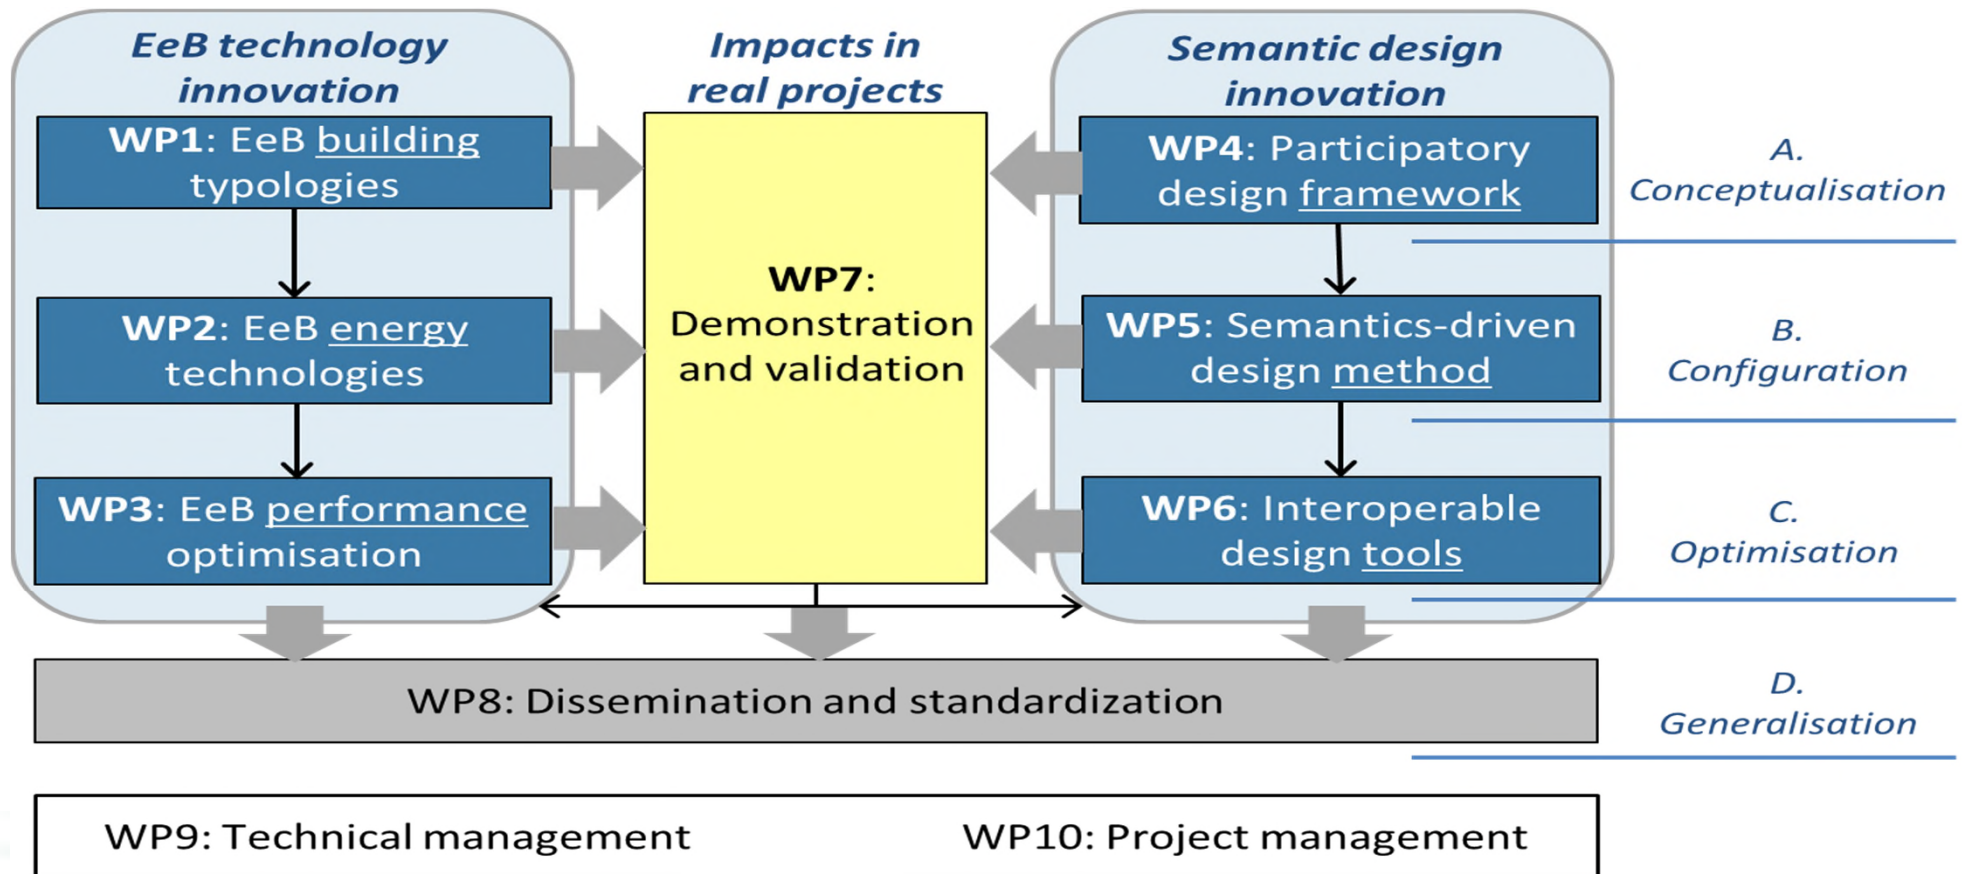 EeB technology
innovation
WP1: EeB building
typologies
WP2: EeB energy
technologies
WP3: EeB performance
optimisation
Impacts in
real projects
WP7:
Demonstration
and validation
Semantic design
innovation
WP4: Participatory
design framework
WP5: Semantics-driven
design method
WP6: Interoperable
design tools
A.
Conceptualisation
B.
Configuration
C.
Optimisation
WP8: Dissemination and standardization
D.
Generalisation
WP9: Technical management
WP10: Project management